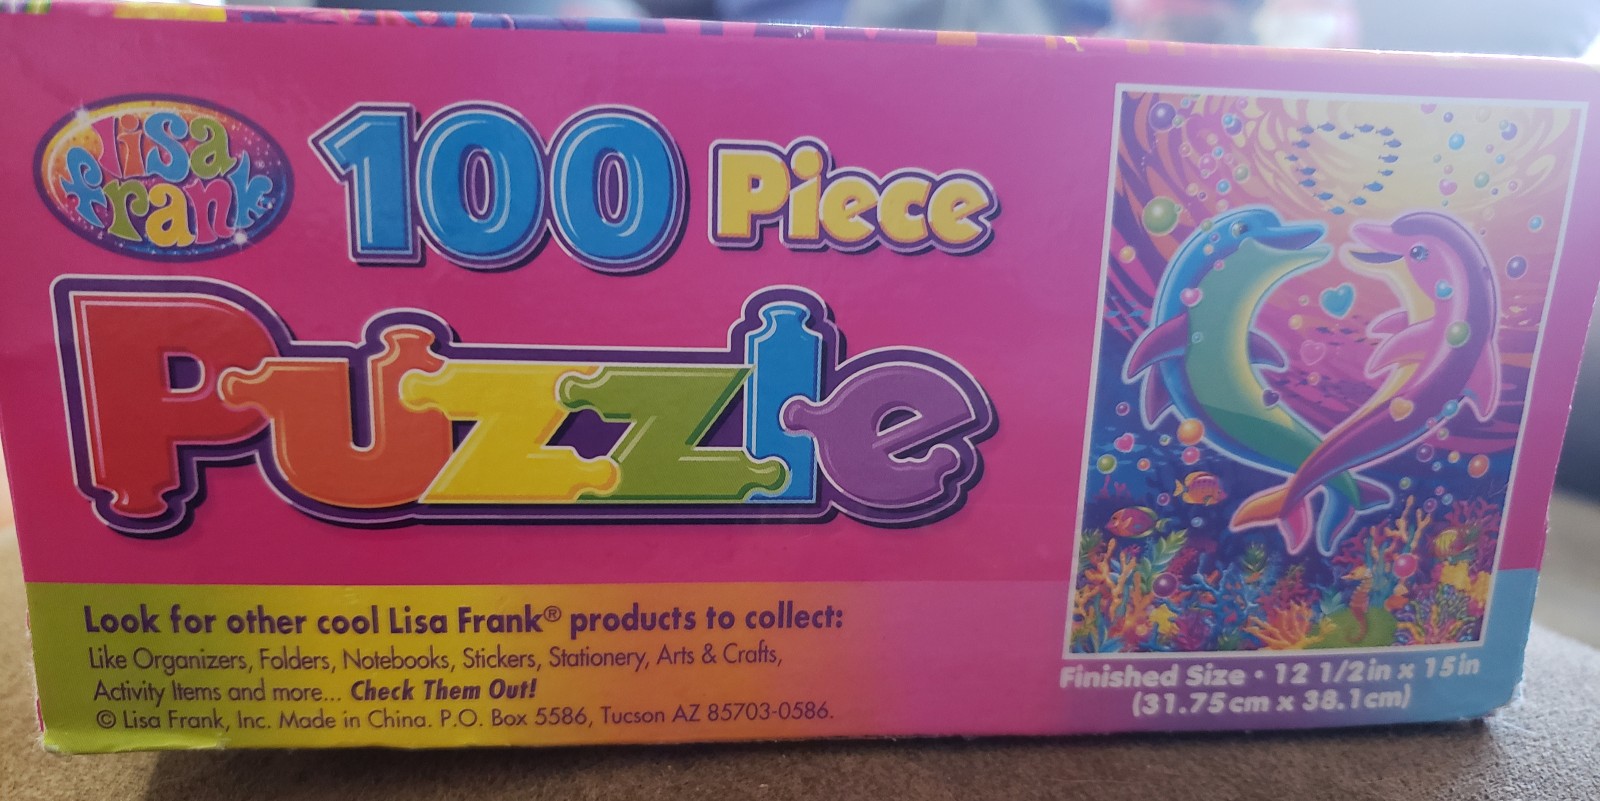 Lisa Frank®
100 Piece
Puzzle
Look for other cool Lisa Frank® products to collect:
Like Organizers, Folders, Notebooks, Stickers, Stationery, Arts & Crafts,
Activity Items and more... Check Them Out!
© Lisa Frank, Inc. Made in China. P.O. Box 5586, Tucson AZ 85703-0586.
Finished Size • 12 1/2in x 15in
(31.75cm x 38.1cm)